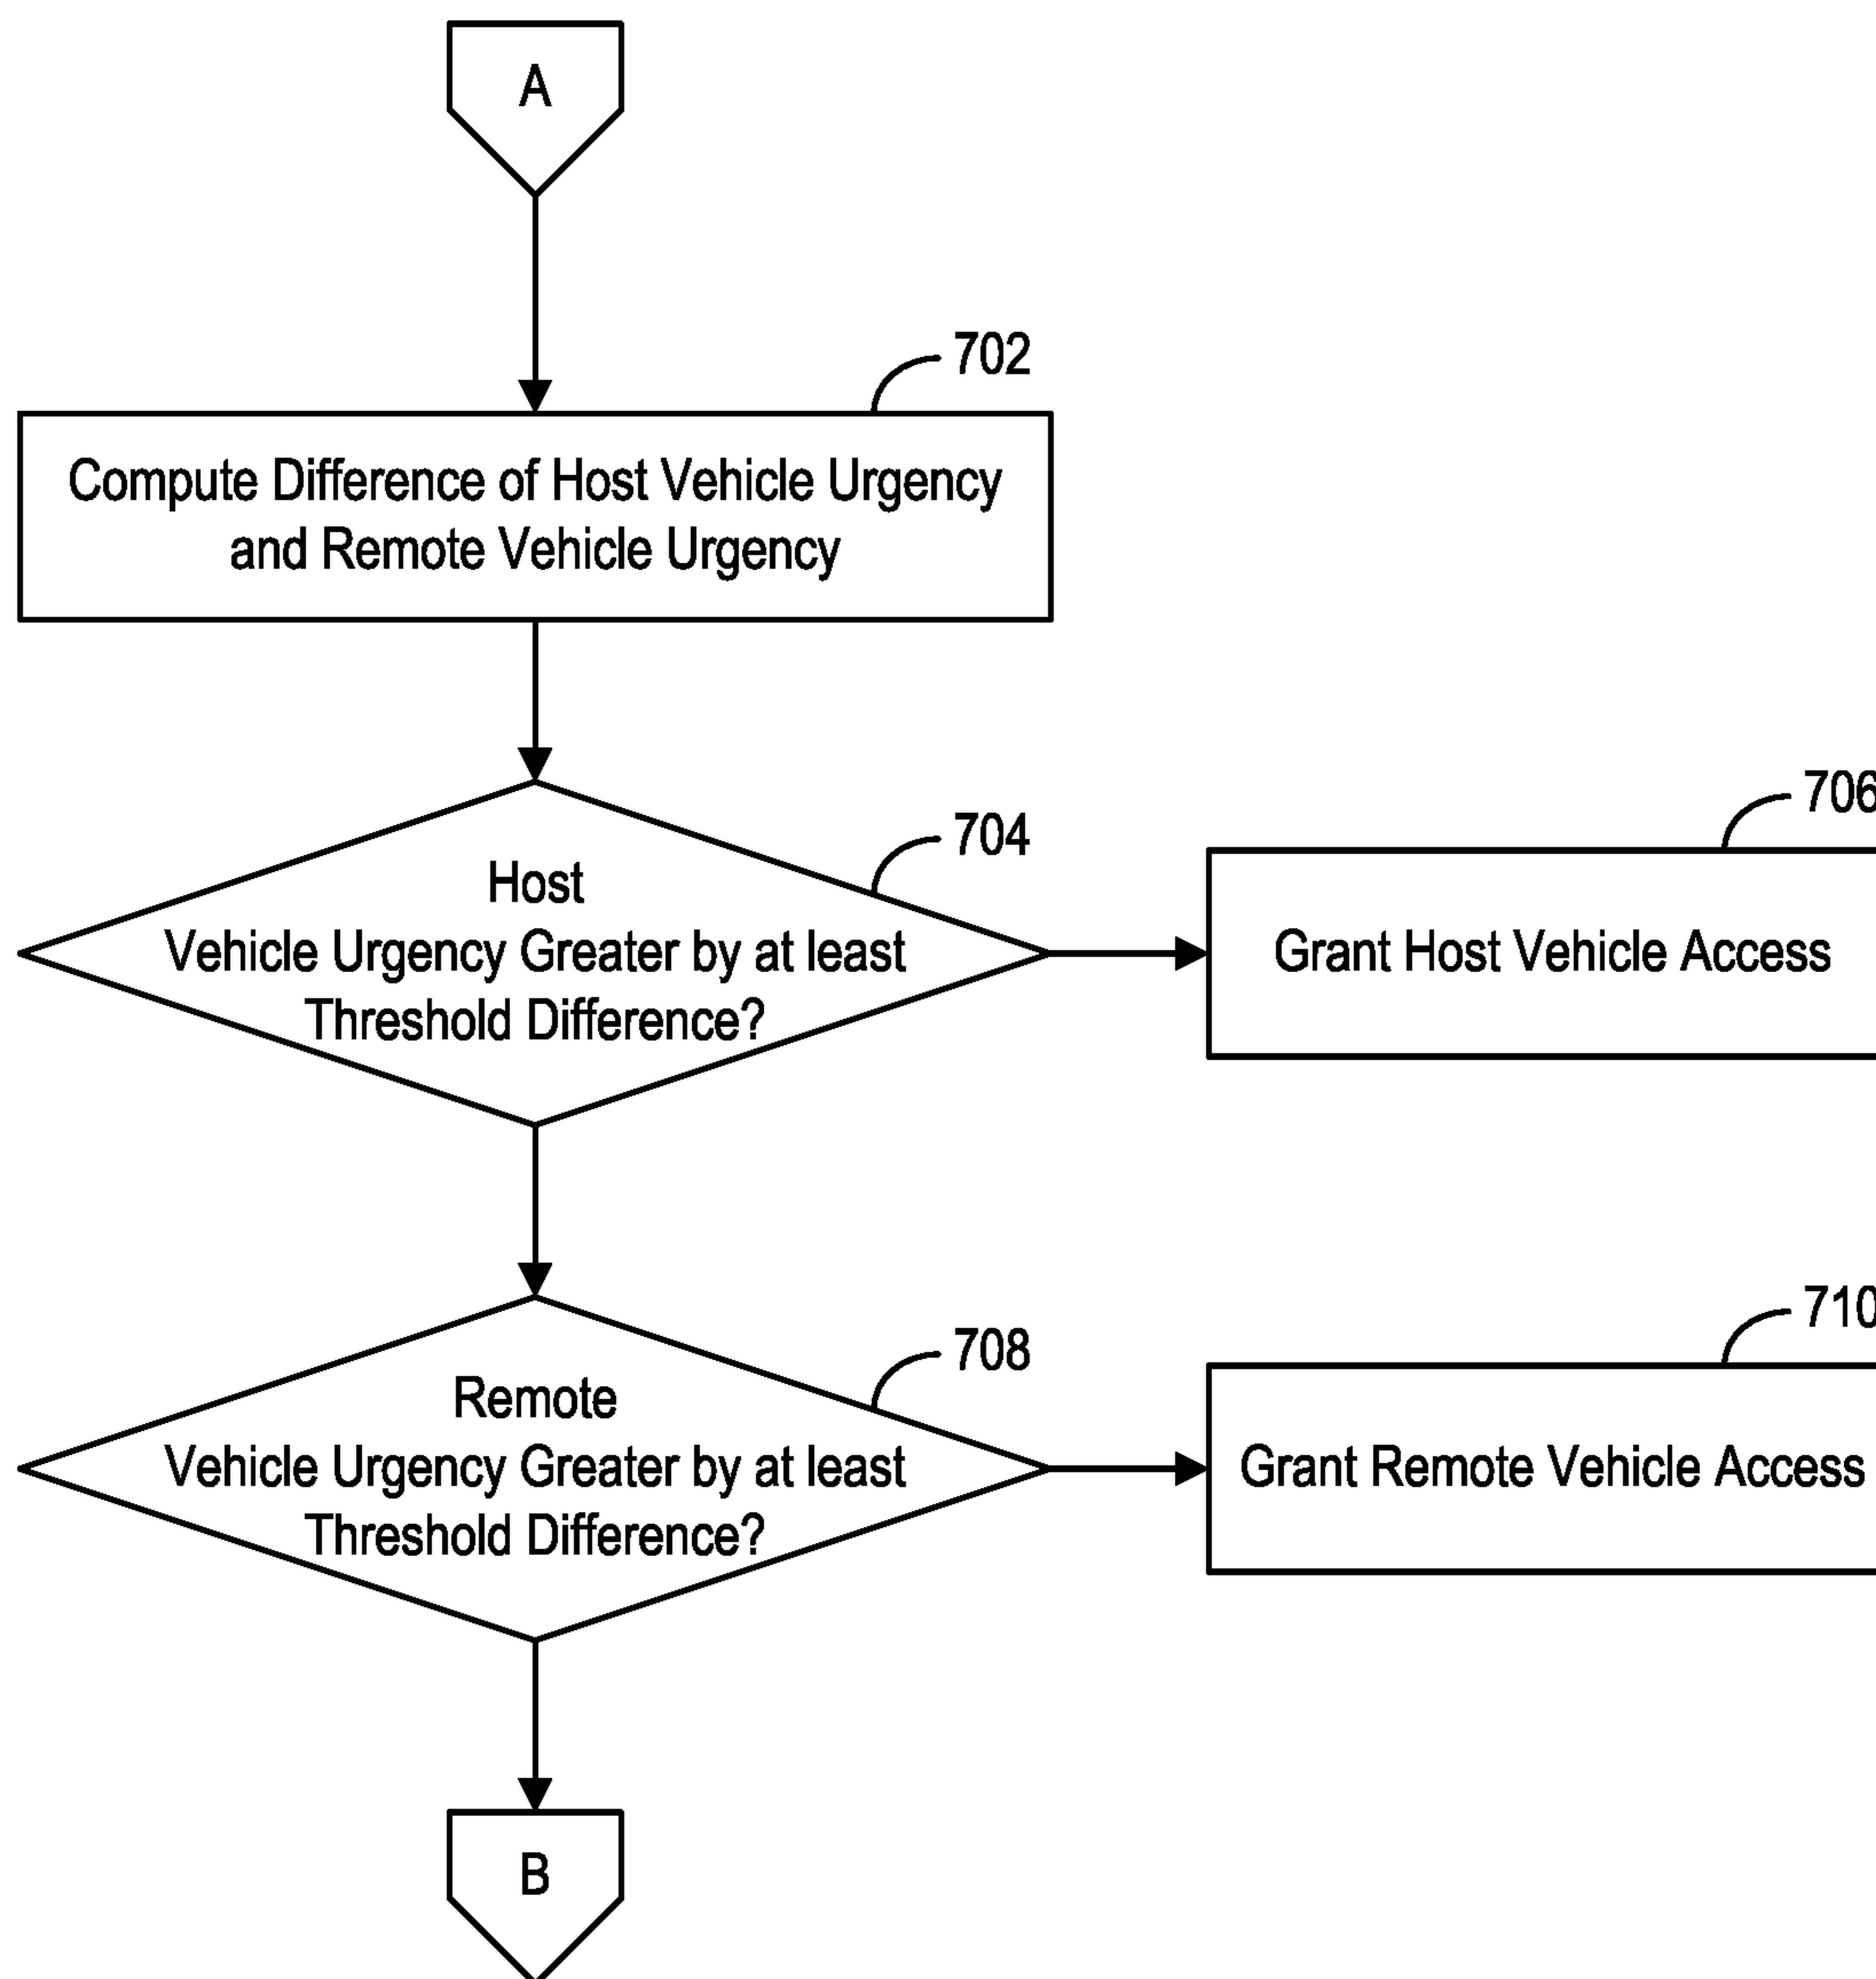 A
702
Compute Difference of Host Vehicle Urgency
and Remote Vehicle Urgency
704
Host
Vehicle Urgency Greater by at least
Threshold Difference?
706
Grant Host Vehicle Access
708
Remote
Vehicle Urgency Greater by at least
Threshold Difference?
710
Grant Remote Vehicle Access
B